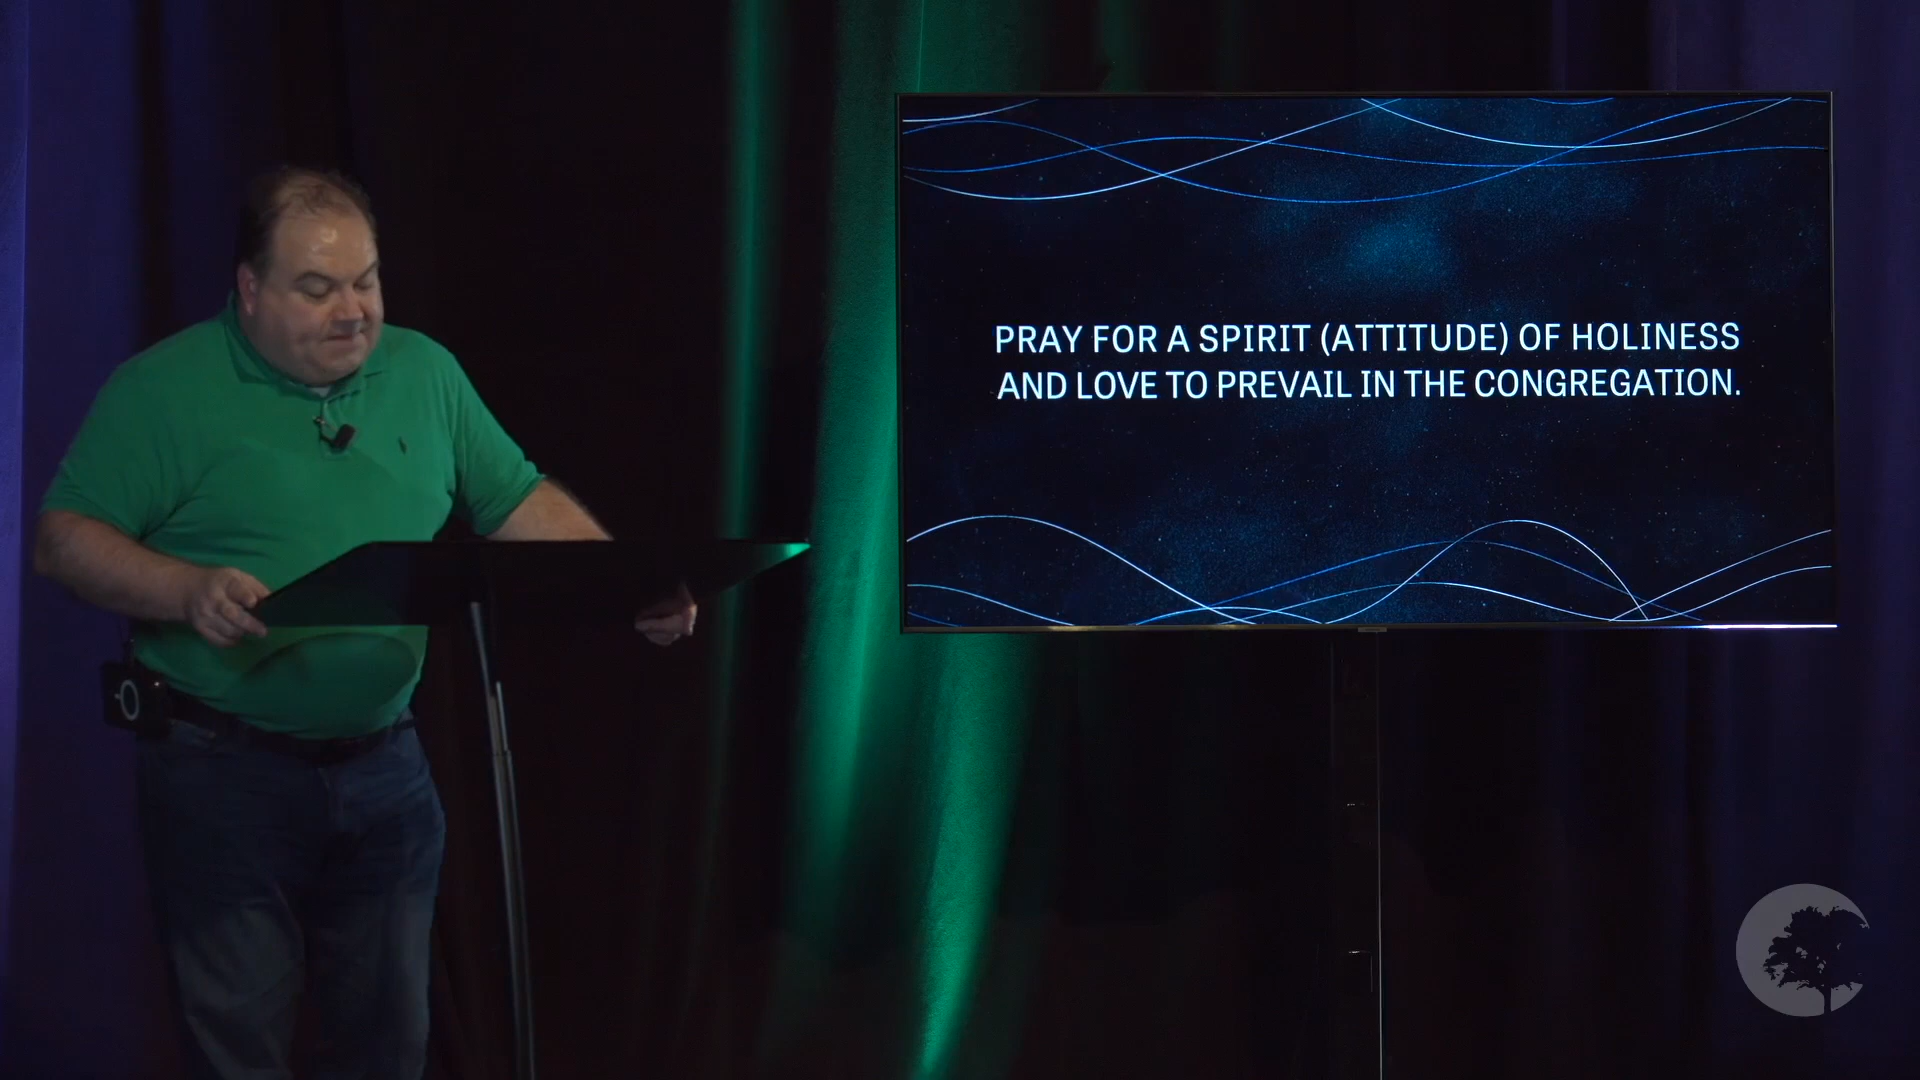 PRAY FOR A SPIRIT (ATTITUDE) OF HOLINESS
AND LOVE TO PREVAIL IN THE CONGREGATION.